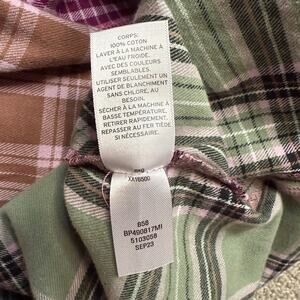 CORPS:
100% COTON
LAVER À LA MACHINE À
L'EAU FROIDE.
AVEC DES COULEURS
SEMBLABLES.
UTILISER SEULEMENT UN
AGENT DE BLANCHIMENT
SANS CHLORE, AU
BESOIN.
SÉCHER À LA MACHINE À
BASSE TEMPÉRATURE.
RETIRER RAPIDEMENT.
REPASSER AU FER TIÈDE
SI NÉCESSAIRE.
XAY6500
B58
BP490817MI
5103058
SEP23